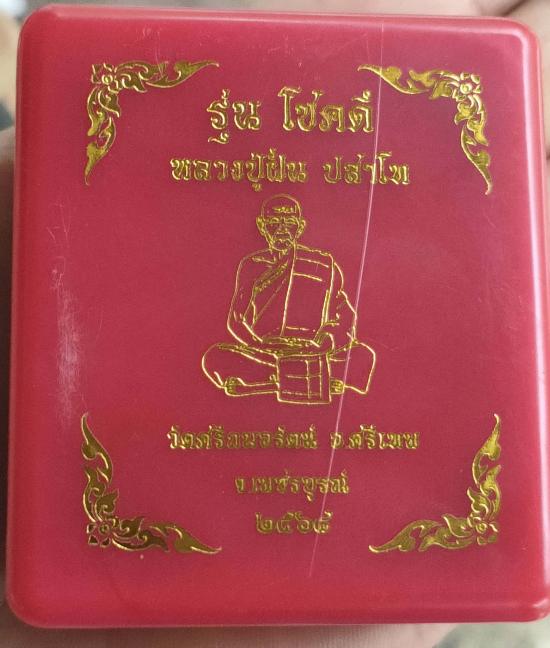 รุ่น โชคดี
หลวงปู่ฝั้น ปสาโท
อ.ศรีเทพ
จ.เพชรบูรณ์
๒๕๖๕